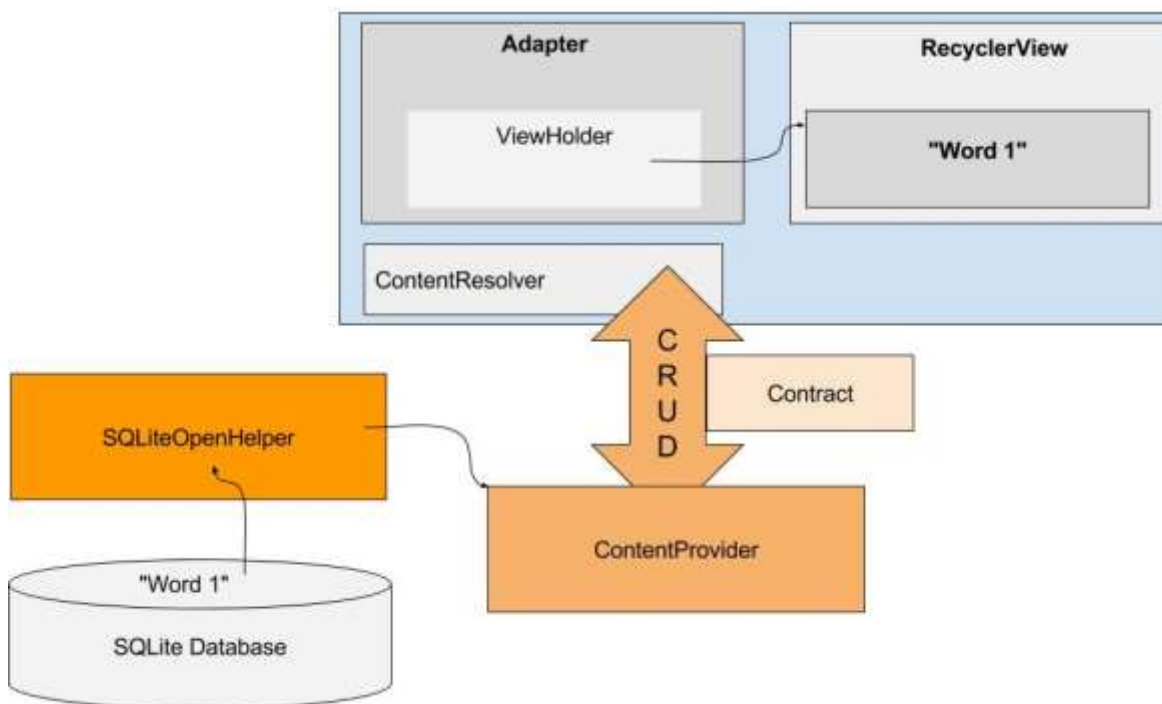 Adapter
RecyclerView
ViewHolder
"Word 1"
ContentResolver
C
R
U
D
Contract
SQLiteOpenHelper
ContentProvider
"Word 1"
SQLite Database